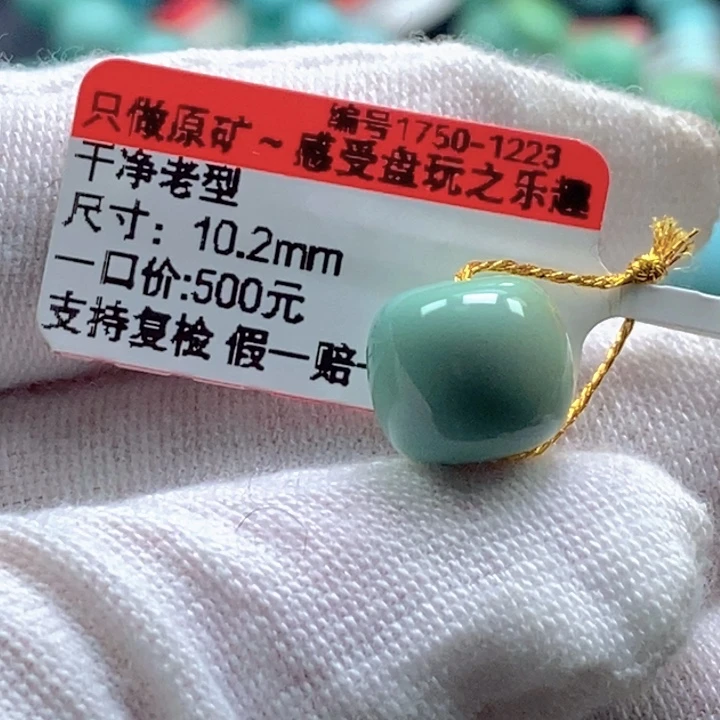 编号1750-1223
只做原矿~感受盘玩之乐趣
干净老型
尺寸：10.2mm
一口价:500元
支持复检 假一赔